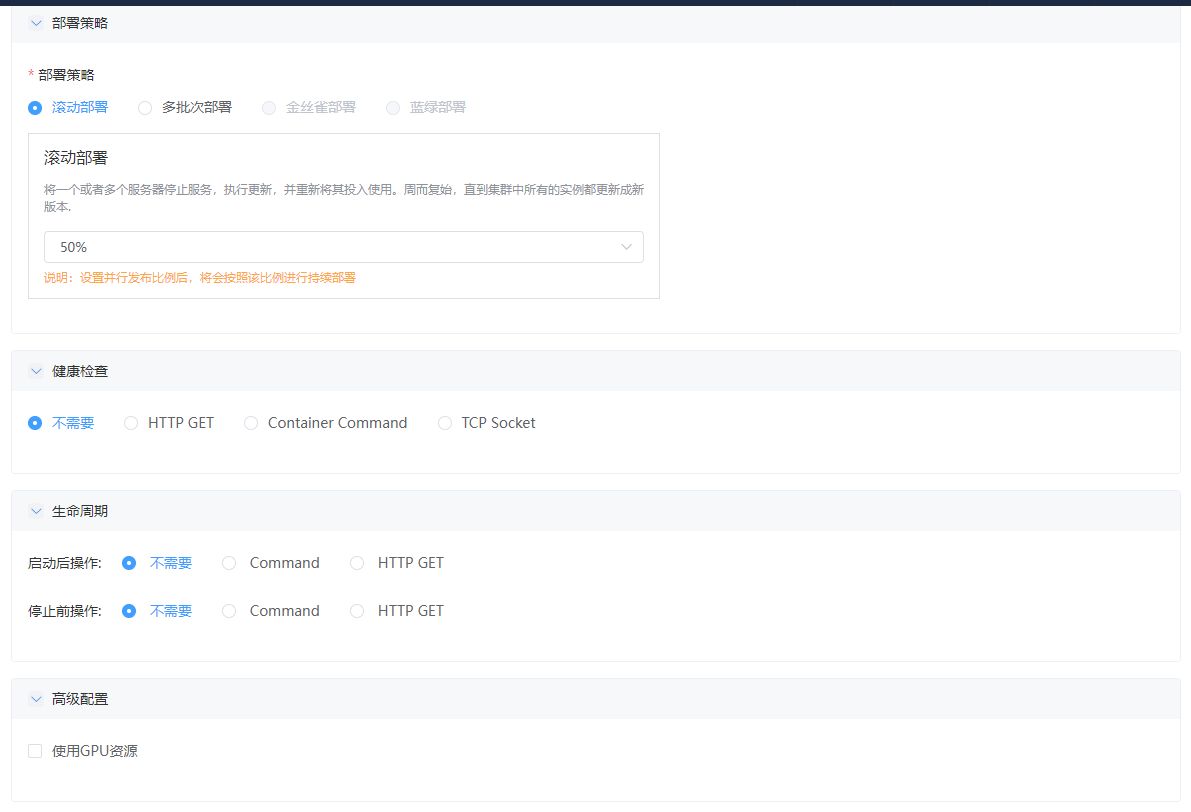 部署策略
* 部署策略
滚动部署 多批次部署 金丝雀部署 蓝绿部署
滚动部署
将一个或者多个服务器停止服务，执行更新，并重新将其投入使用。周而复始，直到集群中所有的实例都更新成新
版本.
50%
说明：设置并行发布比例后，将会按照该比例进行持续部署
健康检查
不需要 HTTP GET Container Command TCP Socket
生命周期
启动后操作: 不需要 Command HTTP GET
停止前操作: 不需要 Command HTTP GET
高级配置
使用GPU资源